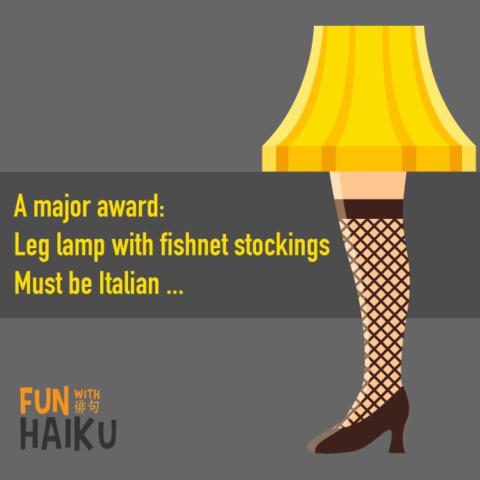 A major award:
Leg lamp with fishnet stockings
Must be Italian ...
FUN WITH 俳句
HAIKU